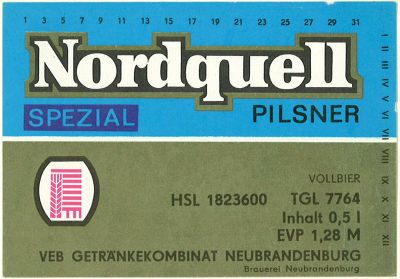 1 3 5 7 9 11 13 15 17 19 21 23 25 27 29 31
Nordquell
SPEZIAL PILSNER
I II III IV V VI VII VIII IX X XI XII
VOLLBIER
HSL 1823600 TGL 7764
Inhalt 0,5 l
EVP 1,28 M
VEB GETRÄNKEKOMBINAT NEUBRANDENBURG
Brauerei Neubrandenburg